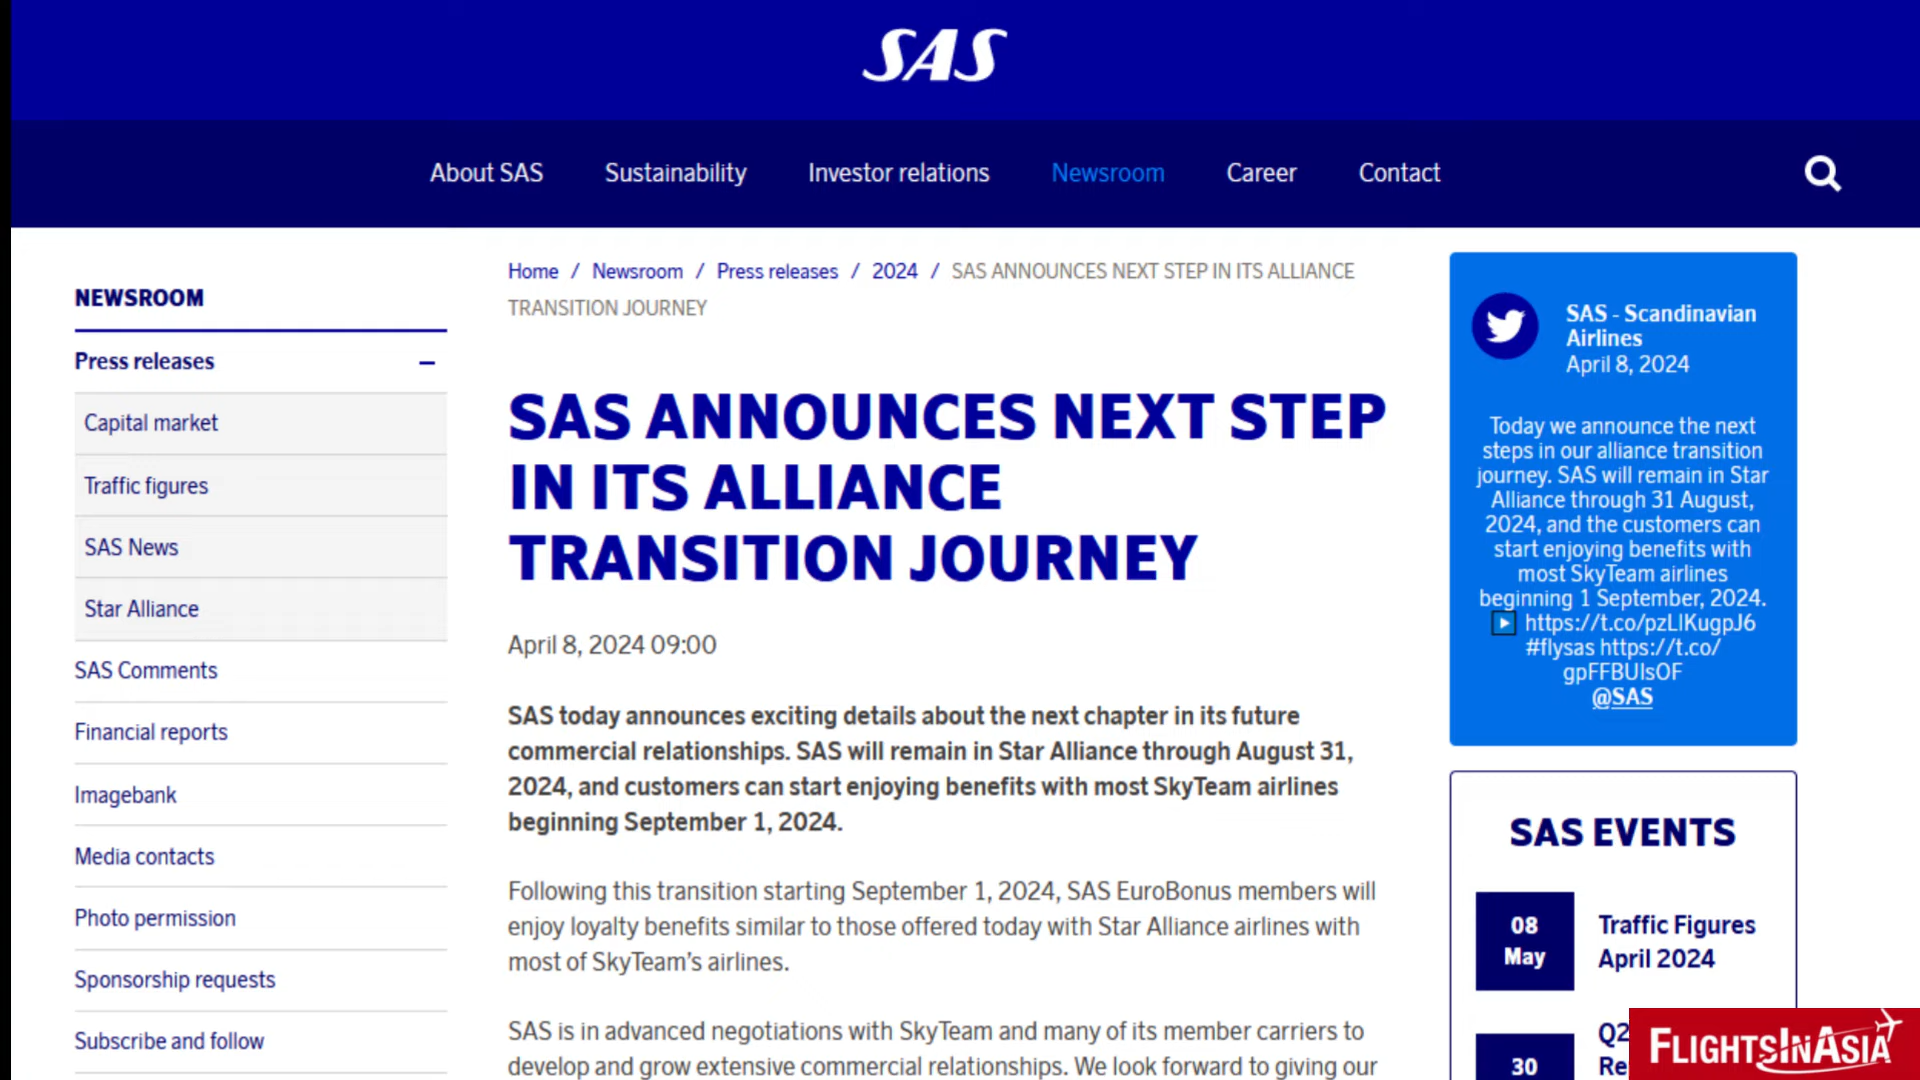 SAS
About SAS
Sustainability
Investor relations
Newsroom
Career
Contact
NEWSROOM
Press releases
Capital market
Traffic figures
SAS News
Star Alliance
SAS Comments
Financial reports
Imagebank
Media contacts
Photo permission
Sponsorship requests
Subscribe and follow
Home / Newsroom / Press releases / 2024 / SAS ANNOUNCES NEXT STEP IN ITS ALLIANCE
TRANSITION JOURNEY
SAS ANNOUNCES NEXT STEP
IN ITS ALLIANCE
TRANSITION JOURNEY
April 8, 2024 09:00
SAS today announces exciting details about the next chapter in its future
commercial relationships. SAS will remain in Star Alliance through August 31,
2024, and customers can start enjoying benefits with most SkyTeam airlines
beginning September 1, 2024.
Following this transition starting September 1, 2024, SAS EuroBonus members will
enjoy loyalty benefits similar to those offered today with Star Alliance airlines with
most of SkyTeam's airlines.
SAS is in advanced negotiations with SkyTeam and many of its member carriers to
develop and grow extensive commercial relationships. We look forward to giving our
SAS - Scandinavian
Airlines
April 8, 2024
Today we announce the next
steps in our alliance transition
journey. SAS will remain in Star
Alliance through 31 August,
2024, and the customers can
start enjoying benefits with
most SkyTeam airlines
beginning 1 September, 2024.
https://t.co/pzLlKugpJ6
#flysas https://t.co/
gpFFBUIsOF
@SAS
SAS EVENTS
08
May
Traffic Figures
April 2024
30
Q2
Re
FLIGHTSINASIA